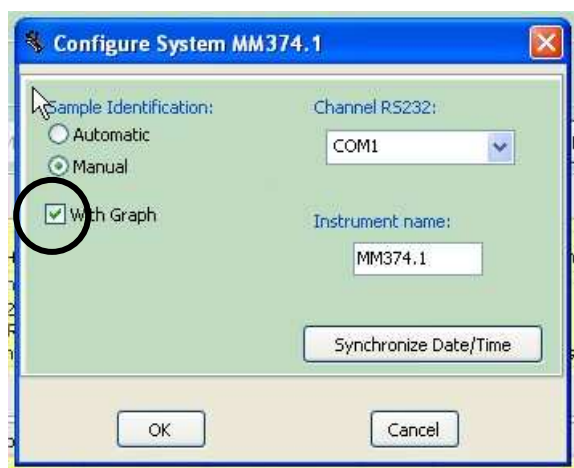 Configure System MM374.1
Sample Identification:
Automatic
Manual
With Graph
Channel RS232:
COM1
Instrument name:
MM374.1
Synchronize Date/Time
OK
Cancel